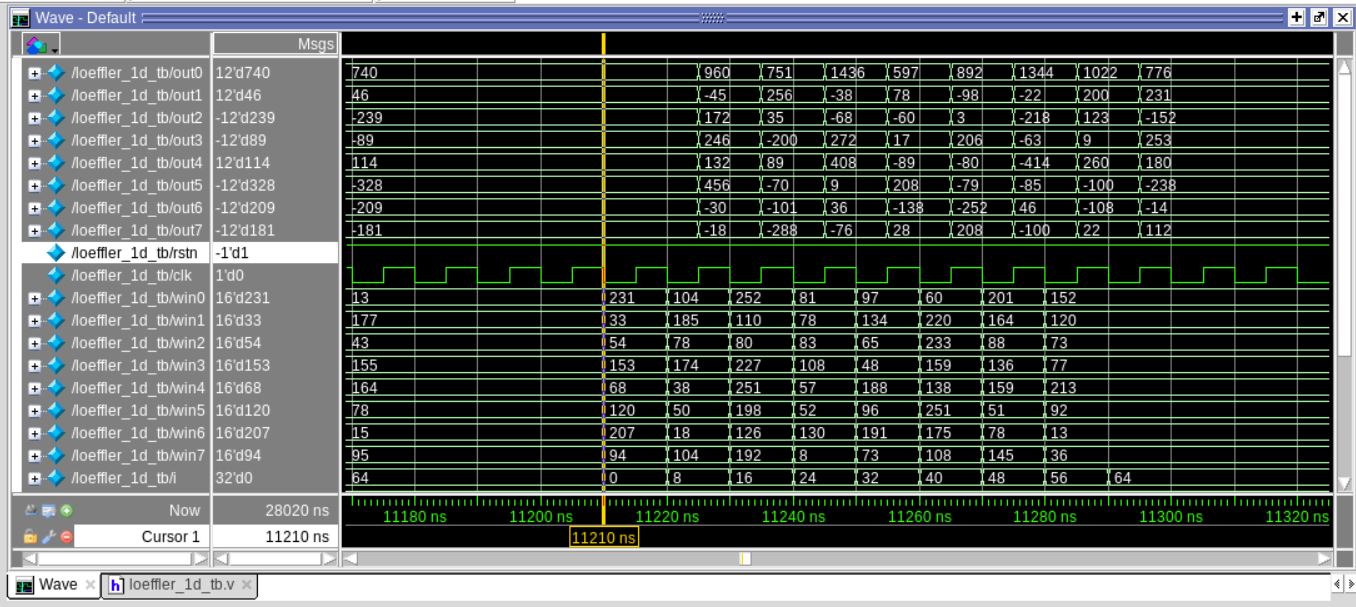 Wave - Default
Msgs
/loeffler_1d_tb/out0 12'd740 740 960 751 1436 597 892 1344 1022 776
/loeffler_1d_tb/out1 12'd46 46 -45 256 -38 78 -98 -22 200 231
/loeffler_1d_tb/out2 -12'd239 -239 172 35 -68 -60 3 -218 123 -152
/loeffler_1d_tb/out3 -12'd89 -89 246 -200 272 17 206 -63 9 253
/loeffler_1d_tb/out4 12'd114 114 132 89 408 -89 -80 -414 260 180
/loeffler_1d_tb/out5 -12'd328 -328 456 -70 9 208 -79 -85 -100 -238
/loeffler_1d_tb/out6 -12'd209 -209 -30 -101 36 -138 -252 46 -108 -14
/loeffler_1d_tb/out7 -12'd181 -181 -18 -288 -76 28 208 -100 22 112
/loeffler_1d_tb/rstn -1'd1
/loeffler_1d_tb/clk 1'd0
/loeffler_1d_tb/win0 16'd231 13 231 104 252 81 97 60 201 152
/loeffler_1d_tb/win1 16'd33 177 33 185 110 78 134 220 164 120
/loeffler_1d_tb/win2 16'd54 43 54 78 80 83 65 233 88 73
/loeffler_1d_tb/win3 16'd153 155 153 174 227 108 48 159 136 77
/loeffler_1d_tb/win4 16'd68 164 68 38 251 57 188 138 159 213
/loeffler_1d_tb/win5 16'd120 78 120 50 198 52 96 251 51 92
/loeffler_1d_tb/win6 16'd207 15 207 18 126 130 191 175 78 13
/loeffler_1d_tb/win7 16'd94 95 94 104 192 8 73 108 145 36
/loeffler_1d_tb/i 32'd0 64 0 8 16 24 32 40 48 56 64
Now 28020 ns 11180 ns 11200 ns 11220 ns 11240 ns 11260 ns 11280 ns 11300 ns 11320 ns
Cursor 1 11210 ns 11210 ns
Wave h loeffler_1d_tb.v